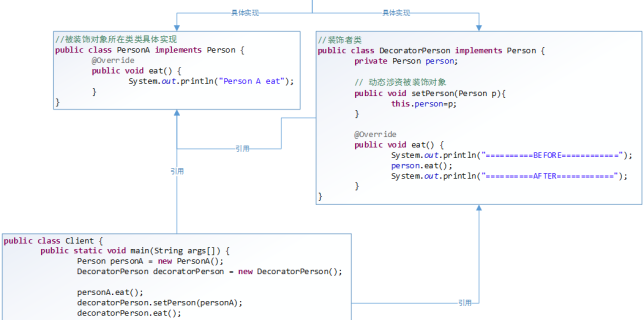 具体实现
具体实现
//被装饰对象所在类类具体实现
public class PersonA implements Person {
@Override
public void eat() {
System.out.println("Person A eat");
}
}
//装饰者类
public class DecoratorPerson implements Person {
private Person person;
// 动态涉资被装饰对象
public void setPerson(Person p){
this.person=p;
}
@Override
public void eat() {
System.out.println("==========BEFORE============");
person.eat();
System.out.println("==========AFTER============");
}
}
引用
引用
public class Client {
public static void main(String args[]) {
Person personA = new PersonA();
DecoratorPerson decoratorPerson = new DecoratorPerson();
personA.eat();
decoratorPerson.setPerson(personA);
decoratorPerson.eat();
引用